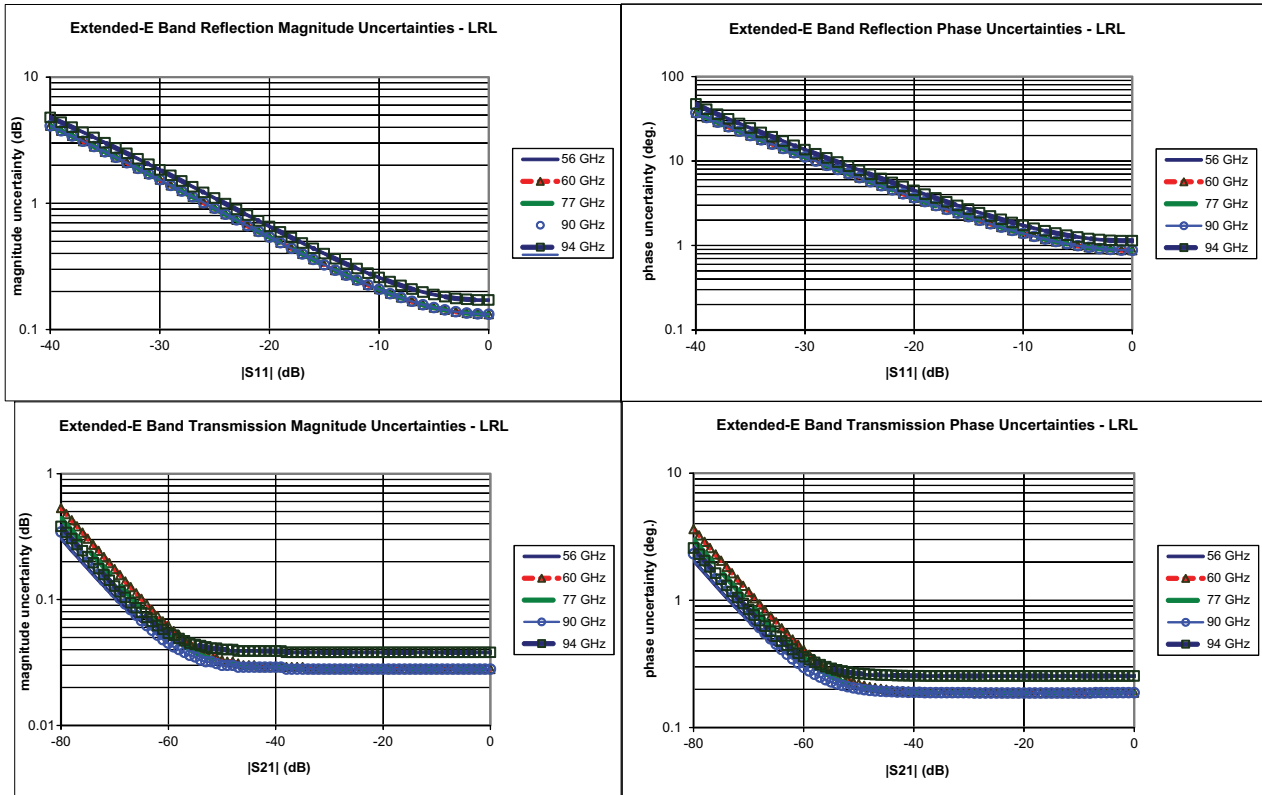 Extended-E Band Reflection Magnitude Uncertainties - LRL
magnitude uncertainty (dB)
10
1
0.1
-40
-30
-20
-10
0
|S11| (dB)
56 GHz
60 GHz
77 GHz
90 GHz
94 GHz
Extended-E Band Reflection Phase Uncertainties - LRL
phase uncertainty (deg.)
100
10
1
0.1
-40
-30
-20
-10
0
|S11| (dB)
56 GHz
60 GHz
77 GHz
90 GHz
94 GHz
Extended-E Band Transmission Magnitude Uncertainties - LRL
magnitude uncertainty (dB)
1
0.1
0.01
-80
-60
-40
-20
0
|S21| (dB)
56 GHz
60 GHz
77 GHz
90 GHz
94 GHz
Extended-E Band Transmission Phase Uncertainties - LRL
phase uncertainty (deg.)
10
1
0.1
-80
-60
-40
-20
0
|S21| (dB)
56 GHz
60 GHz
77 GHz
90 GHz
94 GHz